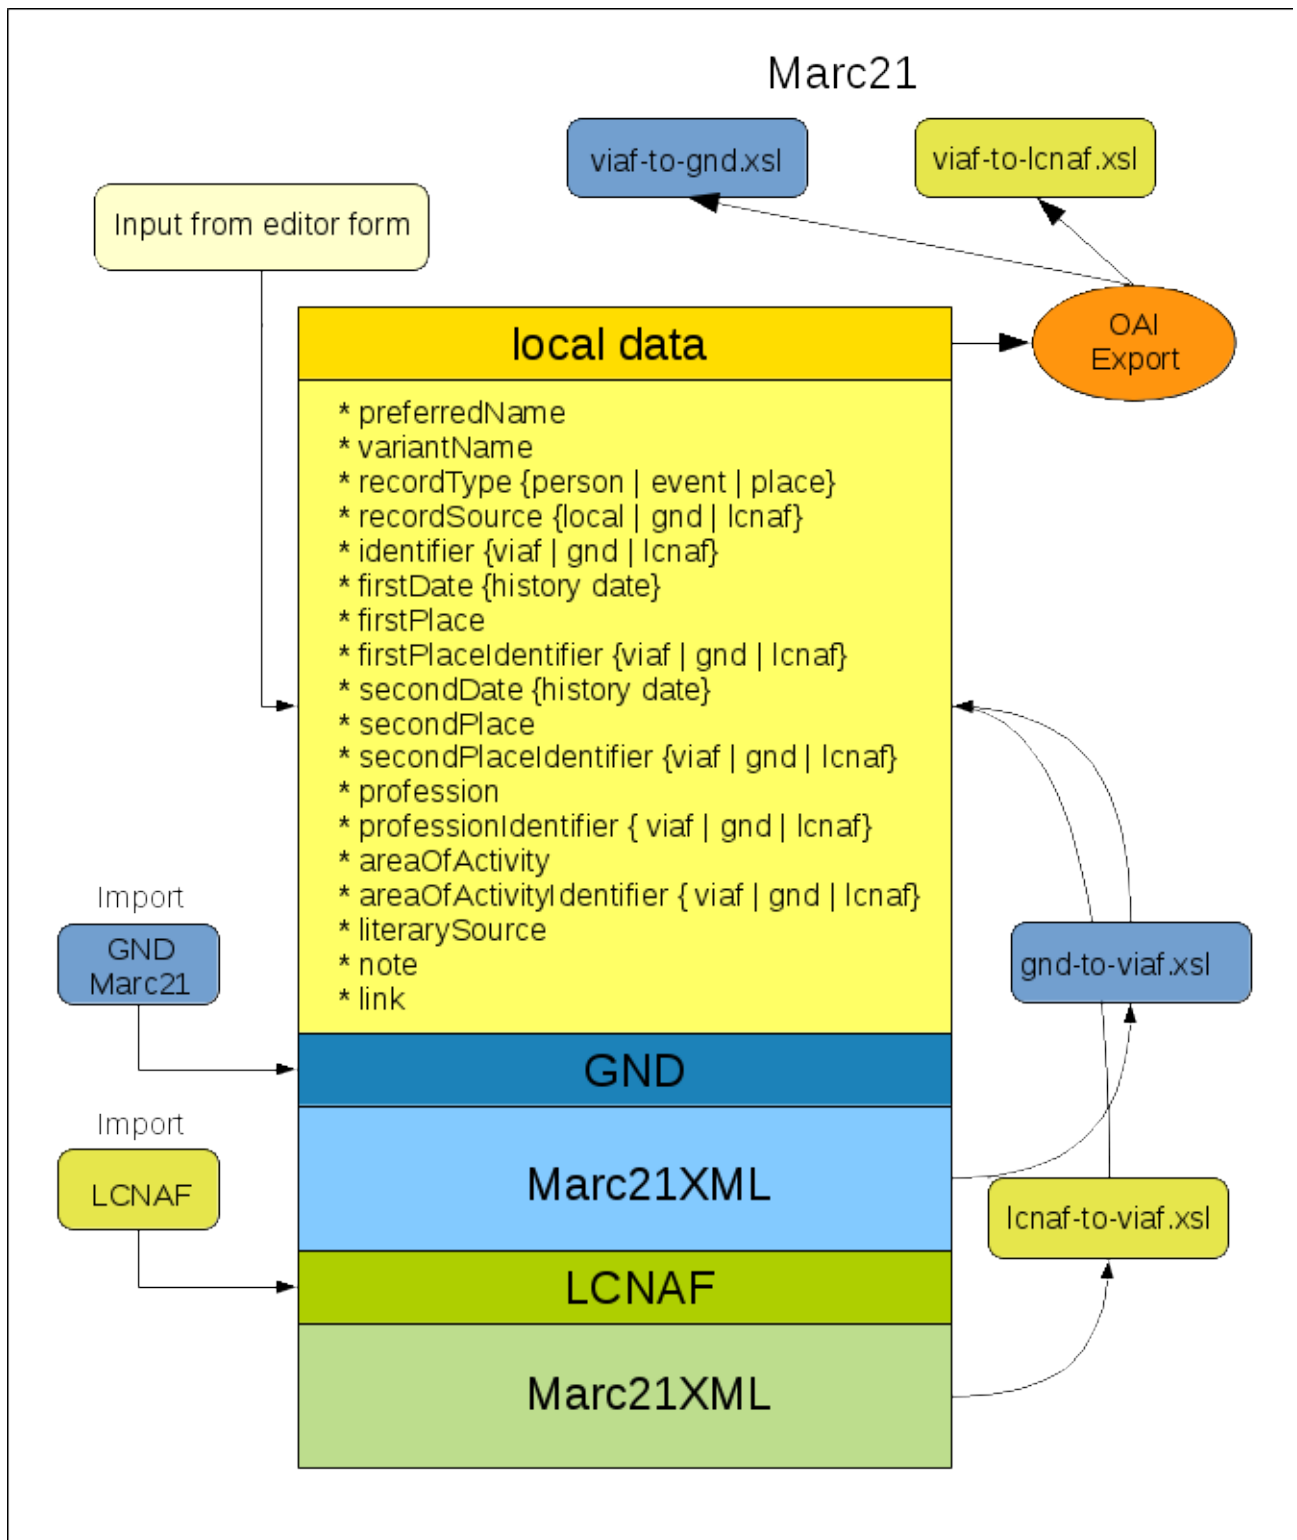 Marc21
viaf-to-gnd.xsl
viaf-to-lcnaf.xsl
Input from editor form
OAI
Export
local data
* preferredName
* variantName
* recordType {person | event | place}
* recordSource {local | gnd | lcnaf}
* identifier {viaf | gnd | lcnaf}
* firstDate {history date}
* firstPlace
* firstPlaceIdentifier {viaf | gnd | lcnaf}
* secondDate {history date}
* secondPlace
* secondPlaceIdentifier {viaf | gnd | lcnaf}
* profession
* professionIdentifier { viaf | gnd | lcnaf}
* areaOfActivity
* areaOfActivityIdentifier { viaf | gnd | lcnaf}
* literarySource
* note
* link
Import
GND
Marc21
gnd-to-viaf.xsl
GND
Marc21XML
Import
LCNAF
lcnaf-to-viaf.xsl
LCNAF
Marc21XML